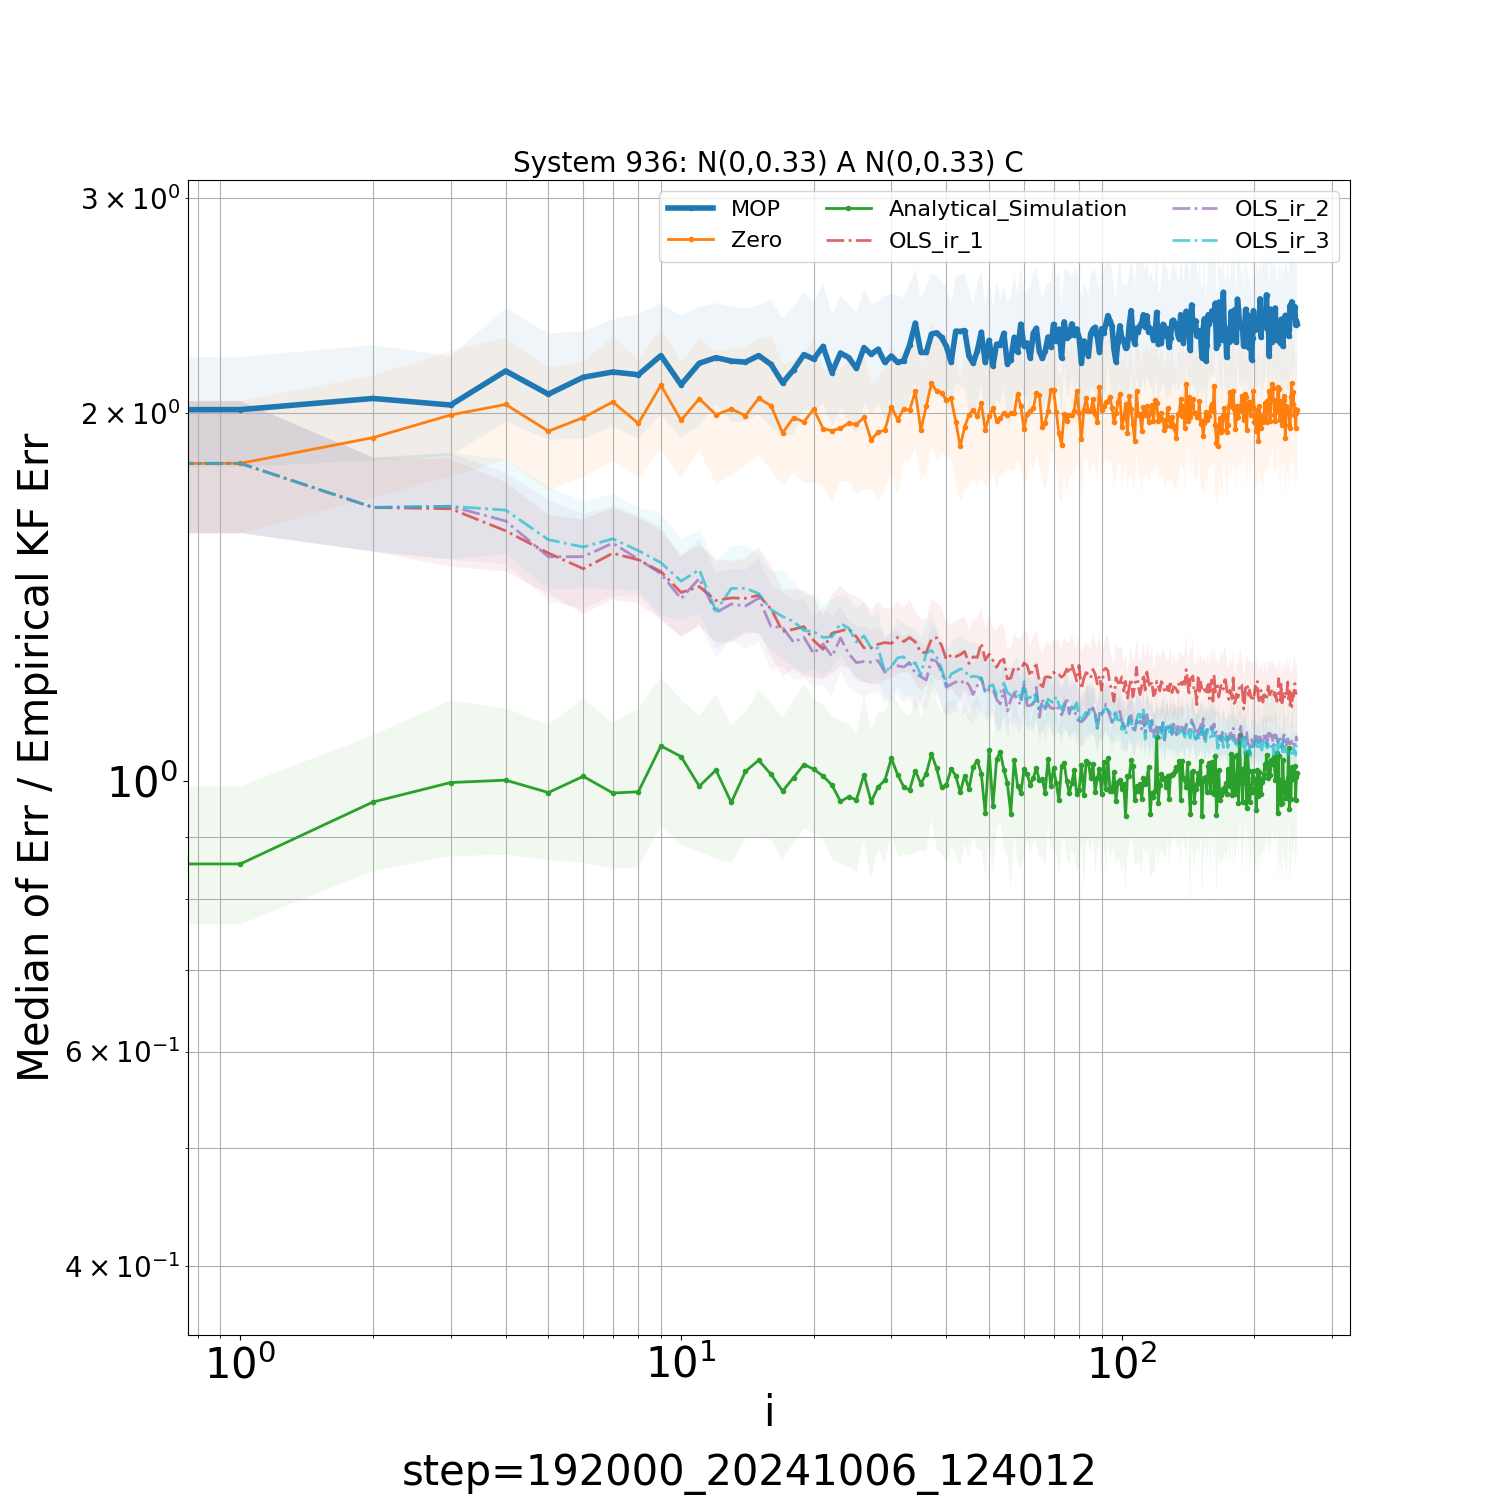 System 936: N(0,0.33) A N(0,0.33) C
MOP
Zero
Analytical_Simulation
OLS_ir_1
OLS_ir_2
OLS_ir_3
Median of Err / Empirical KF Err
3 × 10⁰
2 × 10⁰
10⁰
6 × 10⁻¹
4 × 10⁻¹
10⁰ 10¹ 10²
i
step=192000_20241006_124012